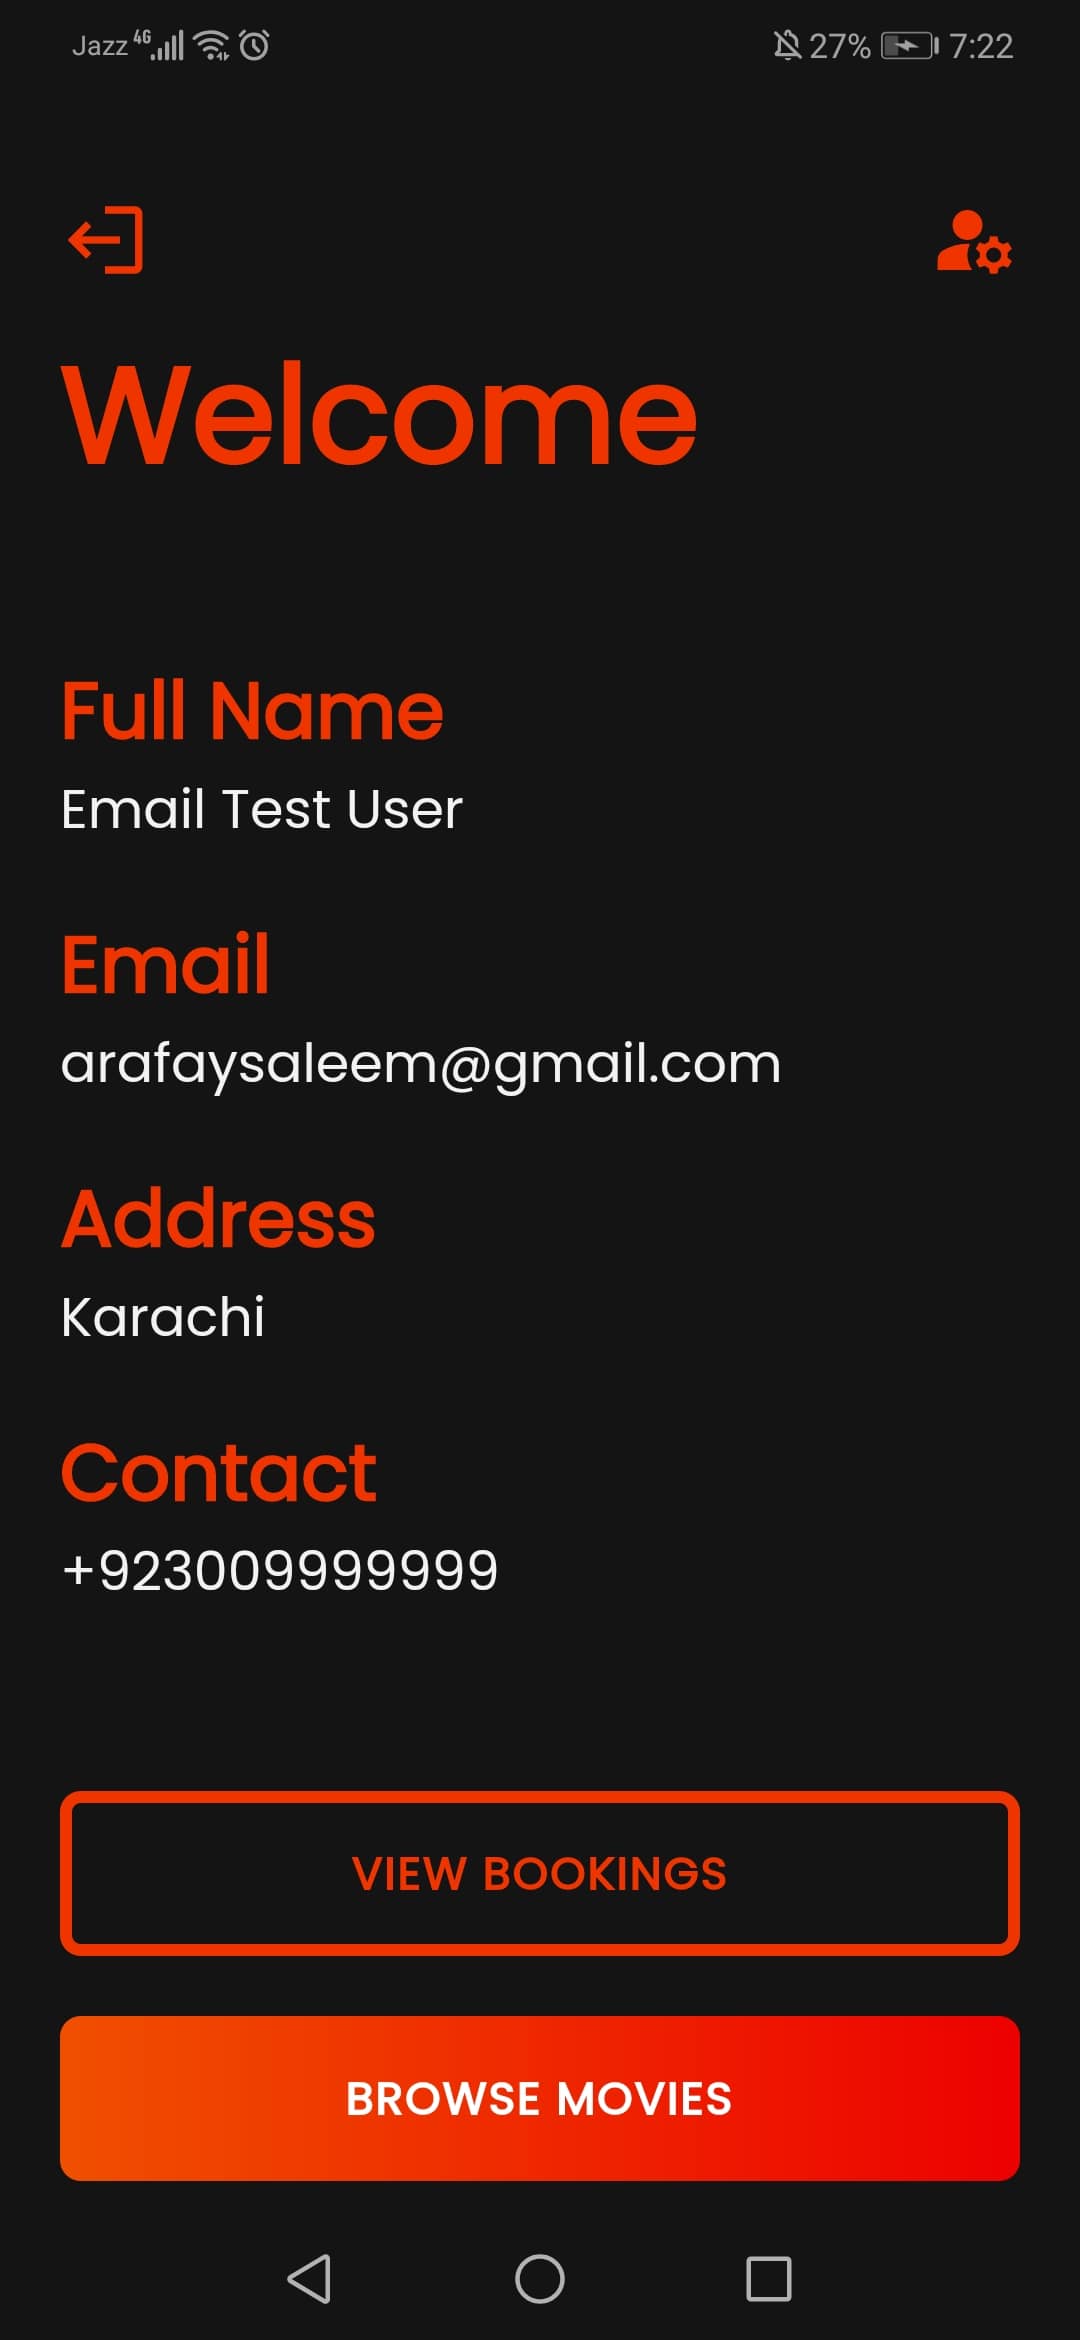 Jazz 4G 27% 7:22
Welcome
Full Name
Email Test User
Email
arafaysaleem@gmail.com
Address
Karachi
Contact
+923009999999
VIEW BOOKINGS
BROWSE MOVIES